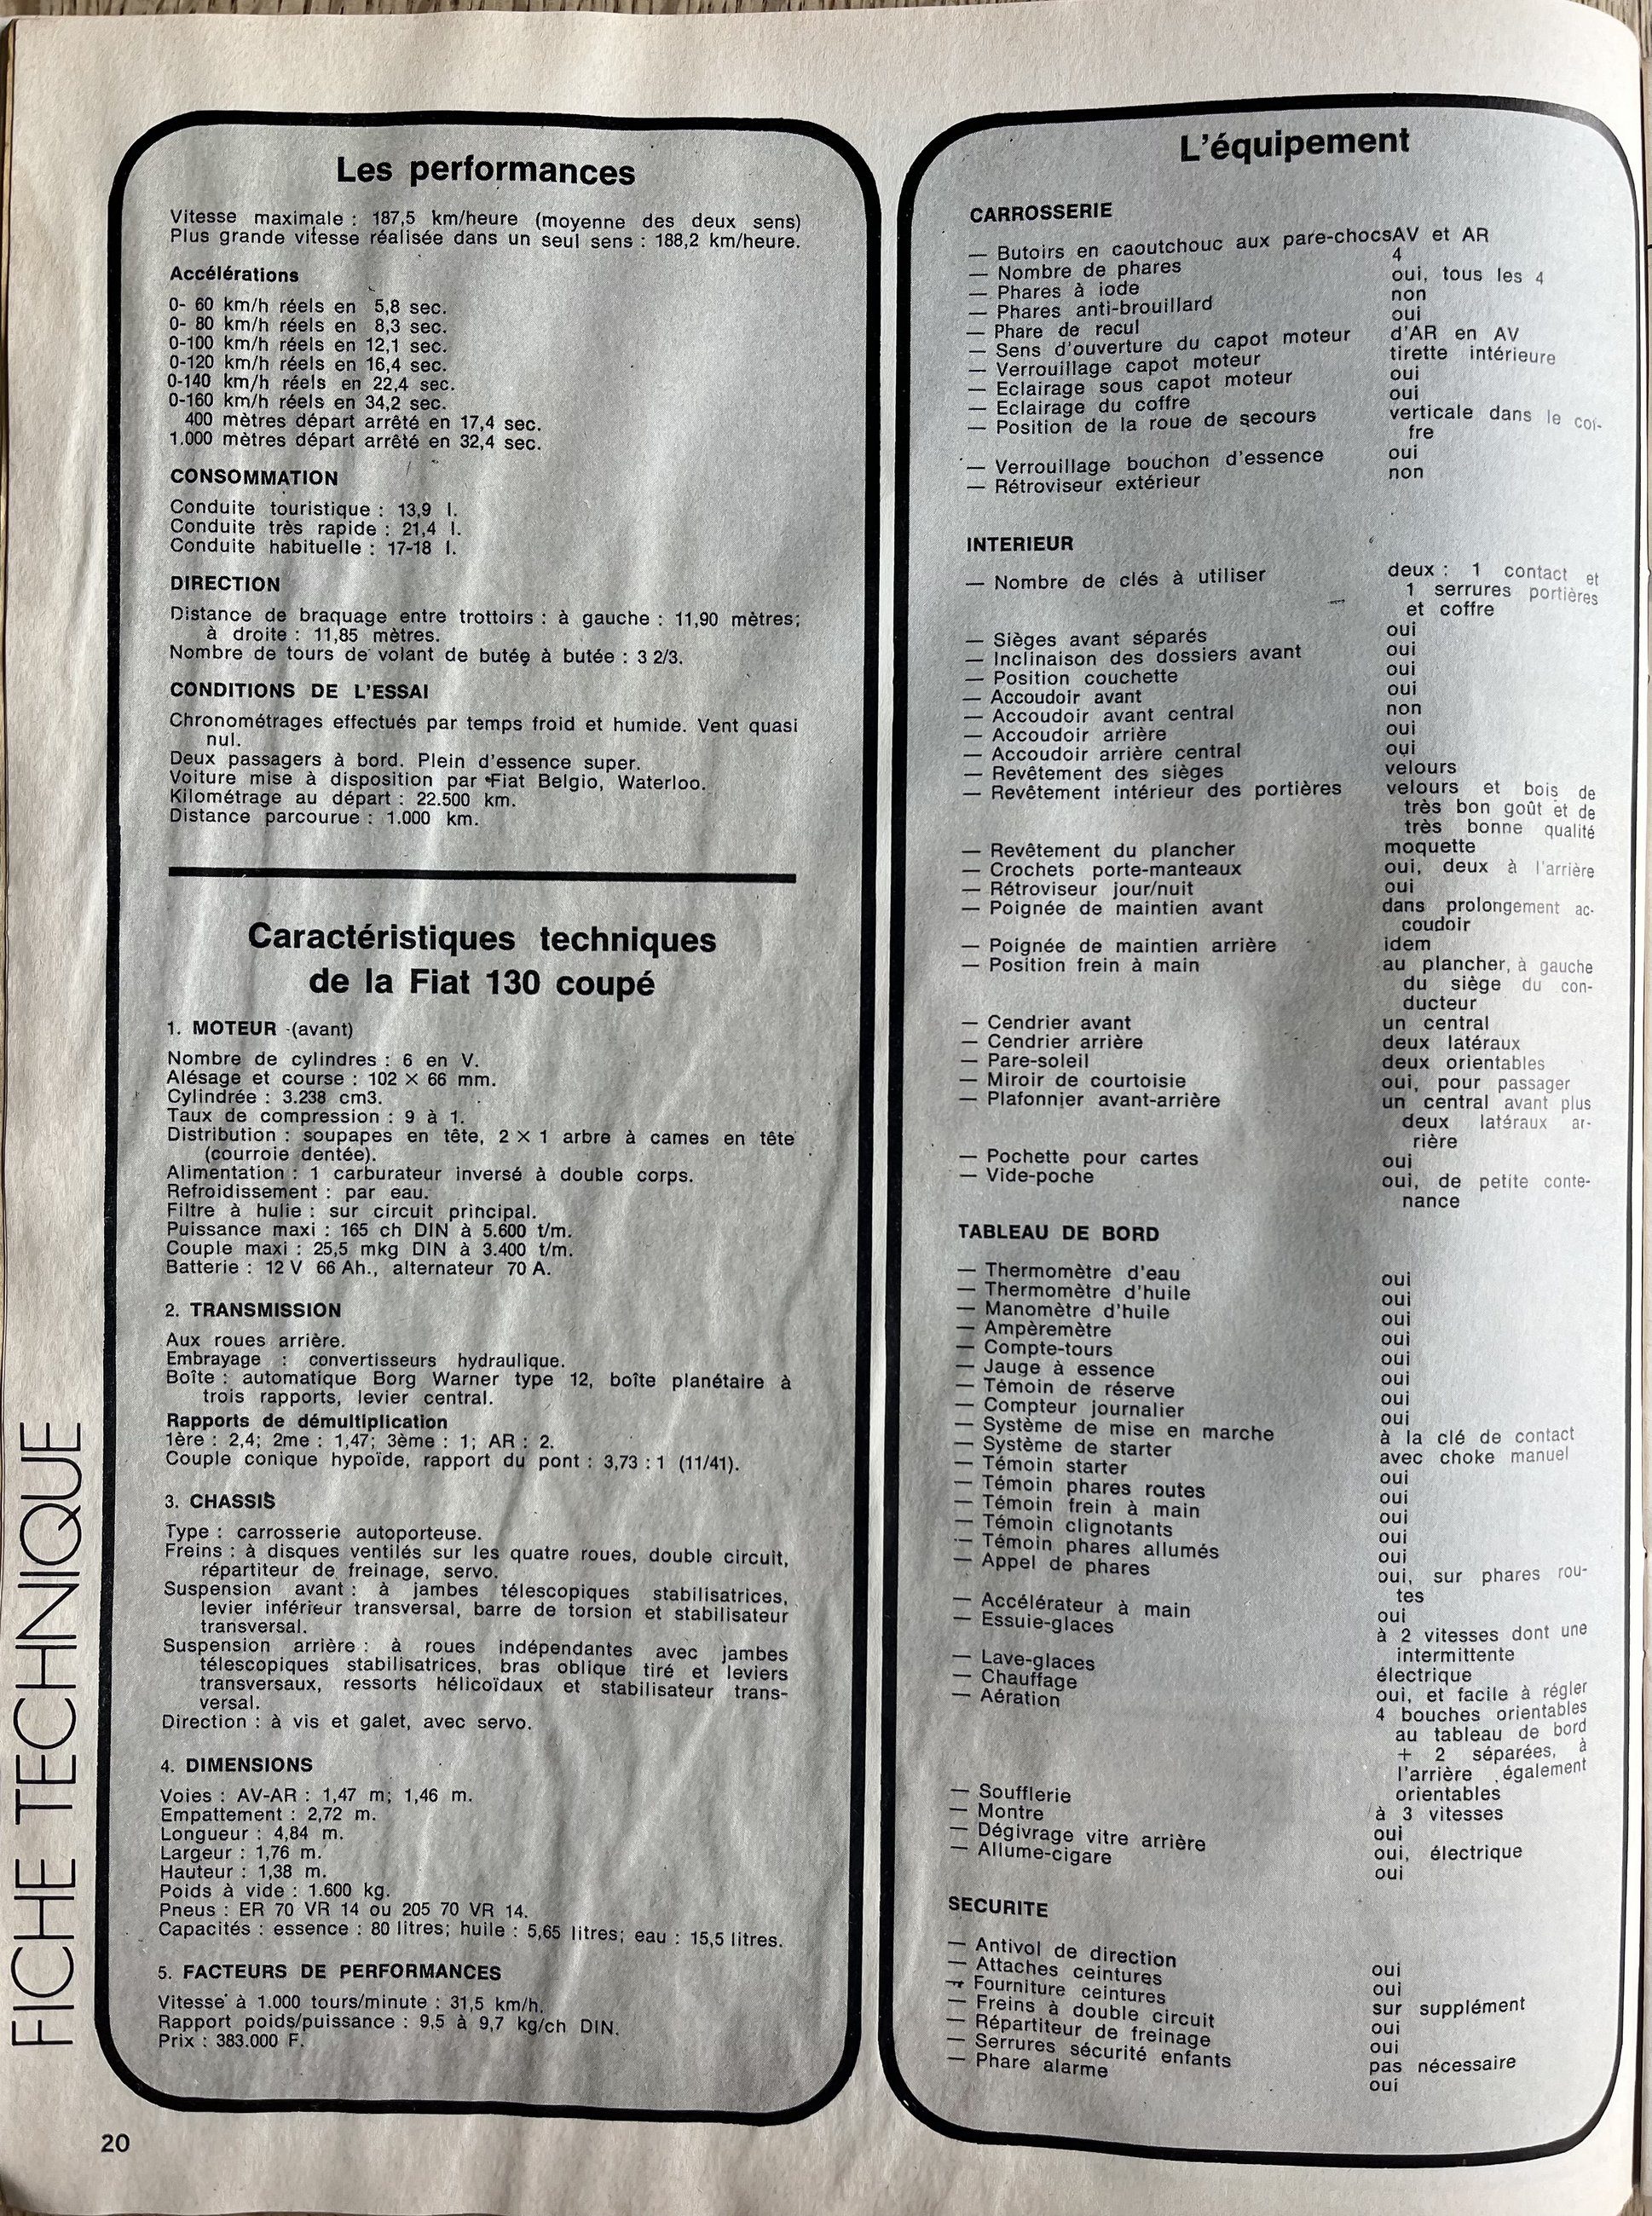 Les performances
Vitesse maximale : 187,5 km/heure (moyenne des deux sens)
Plus grande vitesse réalisée dans un seul sens : 188,2 km/heure.
Accélérations
0- 60 km/h réels en 5,8 sec.
0- 80 km/h réels en 8,3 sec.
0-100 km/h réels en 12,1 sec.
0-120 km/h réels en 16,4 sec.
0-140 km/h réels en 22,4 sec.
0-160 km/h réels en 34,2 sec.
400 mètres départ arrêté en 17,4 sec.
1.000 mètres départ arrêté en 32,4 sec.
CONSOMMATION
Conduite touristique : 13,9 l.
Conduite très rapide : 21,4 l.
Conduite habituelle : 17-18 l.
DIRECTION
Distance de braquage entre trottoirs : à gauche : 11,90 mètres;
à droite : 11,85 mètres.
Nombre de tours de volant de butée à butée : 3 2/3.
CONDITIONS DE L'ESSAI
Chronométrages effectués par temps froid et humide. Vent quasi
nul.
Deux passagers à bord. Plein d'essence super.
Voiture mise à disposition par Fiat Belgio, Waterloo.
Kilométrage au départ : 22.500 km.
Distance parcourue : 1.000 km.
Caractéristiques techniques
de la Fiat 130 coupé
1. MOTEUR (avant)
Nombre de cylindres : 6 en V.
Alésage et course : 102 × 66 mm.
Cylindrée : 3.238 cm3.
Taux de compression : 9 à 1.
Distribution : soupapes en tête, 2 × 1 arbre à cames en tête
(courroie dentée).
Alimentation : 1 carburateur inversé à double corps.
Refroidissement : par eau.
Filtre à hulie : sur circuit principal.
Puissance maxi : 165 ch DIN à 5.600 t/m.
Couple maxi : 25,5 mkg DIN à 3.400 t/m.
Batterie : 12 V 66 Ah., alternateur 70 A.
2. TRANSMISSION
Aux roues arrière.
Embrayage : convertisseurs hydraulique.
Boîte : automatique Borg Warner type 12, boîte planétaire à
trois rapports, levier central.
Rapports de démultiplication
1ère : 2,4; 2me : 1,47; 3ème : 1; AR : 2.
Couple conique hypoïde, rapport du pont : 3,73 : 1 (11/41).
3. CHASSIS
Type : carrosserie autoporteuse.
Freins : à disques ventilés sur les quatre roues, double circuit,
répartiteur de freinage, servo.
Suspension avant : à jambes télescopiques stabilisatrices,
levier inférieur transversal, barre de torsion et stabilisateur
transversal.
Suspension arrière : à roues indépendantes avec jambes
télescopiques stabilisatrices, bras oblique tiré et leviers
transversaux, ressorts hélicoïdaux et stabilisateur trans-
versal.
Direction : à vis et galet, avec servo.
4. DIMENSIONS
Voies : AV-AR : 1,47 m; 1,46 m.
Empattement : 2,72 m.
Longueur : 4,84 m.
Largeur : 1,76 m.
Hauteur : 1,38 m.
Poids à vide : 1.600 kg.
Pneus : ER 70 VR 14 ou 205 70 VR 14.
Capacités : essence : 80 litres; huile : 5,65 litres; eau : 15,5 litres.
5. FACTEURS DE PERFORMANCES
Vitesse à 1.000 tours/minute : 31,5 km/h.
Rapport poids/puissance : 9,5 à 9,7 kg/ch DIN.
Prix : 383.000 F.
FICHE TECHNIQUE
20
L'équipement
CARROSSERIE
— Butoirs en caoutchouc aux pare-chocs AV et AR
— Nombre de phares 4
— Phares à iode oui, tous les 4
— Phares anti-brouillard non
— Phare de recul oui
— Sens d'ouverture du capot moteur d'AR en AV
— Verrouillage capot moteur tirette intérieure
— Eclairage sous capot moteur oui
— Eclairage du coffre oui
— Position de la roue de secours verticale dans le cof-
fre
— Verrouillage bouchon d'essence oui
— Rétroviseur extérieur non
INTERIEUR
— Nombre de clés à utiliser deux : 1 contact et
1 serrures portières
et coffre
— Sièges avant séparés oui
— Inclinaison des dossiers avant oui
— Position couchette oui
— Accoudoir avant oui
— Accoudoir avant central non
— Accoudoir arrière oui
— Accoudoir arrière central oui
— Revêtement des sièges velours
— Revêtement intérieur des portières velours et bois de
très bon goût et de
très bonne qualité
— Revêtement du plancher moquette
— Crochets porte-manteaux oui, deux à l'arrière
— Rétroviseur jour/nuit oui
— Poignée de maintien avant dans prolongement ac-
coudoir
— Poignée de maintien arrière idem
— Position frein à main au plancher, à gauche
du siège du con-
ducteur
— Cendrier avant un central
— Cendrier arrière deux latéraux
— Pare-soleil deux orientables
— Miroir de courtoisie oui, pour passager
— Plafonnier avant-arrière un central avant plus
deux latéraux ar-
rière
— Pochette pour cartes oui
— Vide-poche oui, de petite conte-
nance
TABLEAU DE BORD
— Thermomètre d'eau oui
— Thermomètre d'huile oui
— Manomètre d'huile oui
— Ampèremètre oui
— Compte-tours oui
— Jauge à essence oui
— Témoin de réserve oui
— Compteur journalier oui
— Système de mise en marche à la clé de contact
— Système de starter avec choke manuel
— Témoin starter oui
— Témoin phares routes oui
— Témoin frein à main oui
— Témoin clignotants oui
— Témoin phares allumés oui
— Appel de phares oui, sur phares rou-
tes
— Accélérateur à main oui
— Essuie-glaces à 2 vitesses dont une
intermittente
— Lave-glaces électrique
— Chauffage oui, et facile à régler
— Aération 4 bouches orientables
au tableau de bord
+ 2 séparées, à
l'arrière également
orientables
— Soufflerie à 3 vitesses
— Montre oui
— Dégivrage vitre arrière oui, électrique
— Allume-cigare oui
SECURITE
— Antivol de direction oui
— Attaches ceintures oui
— Fourniture ceintures sur supplément
— Freins à double circuit oui
— Répartiteur de freinage oui
— Serrures sécurité enfants pas nécessaire
— Phare alarme oui